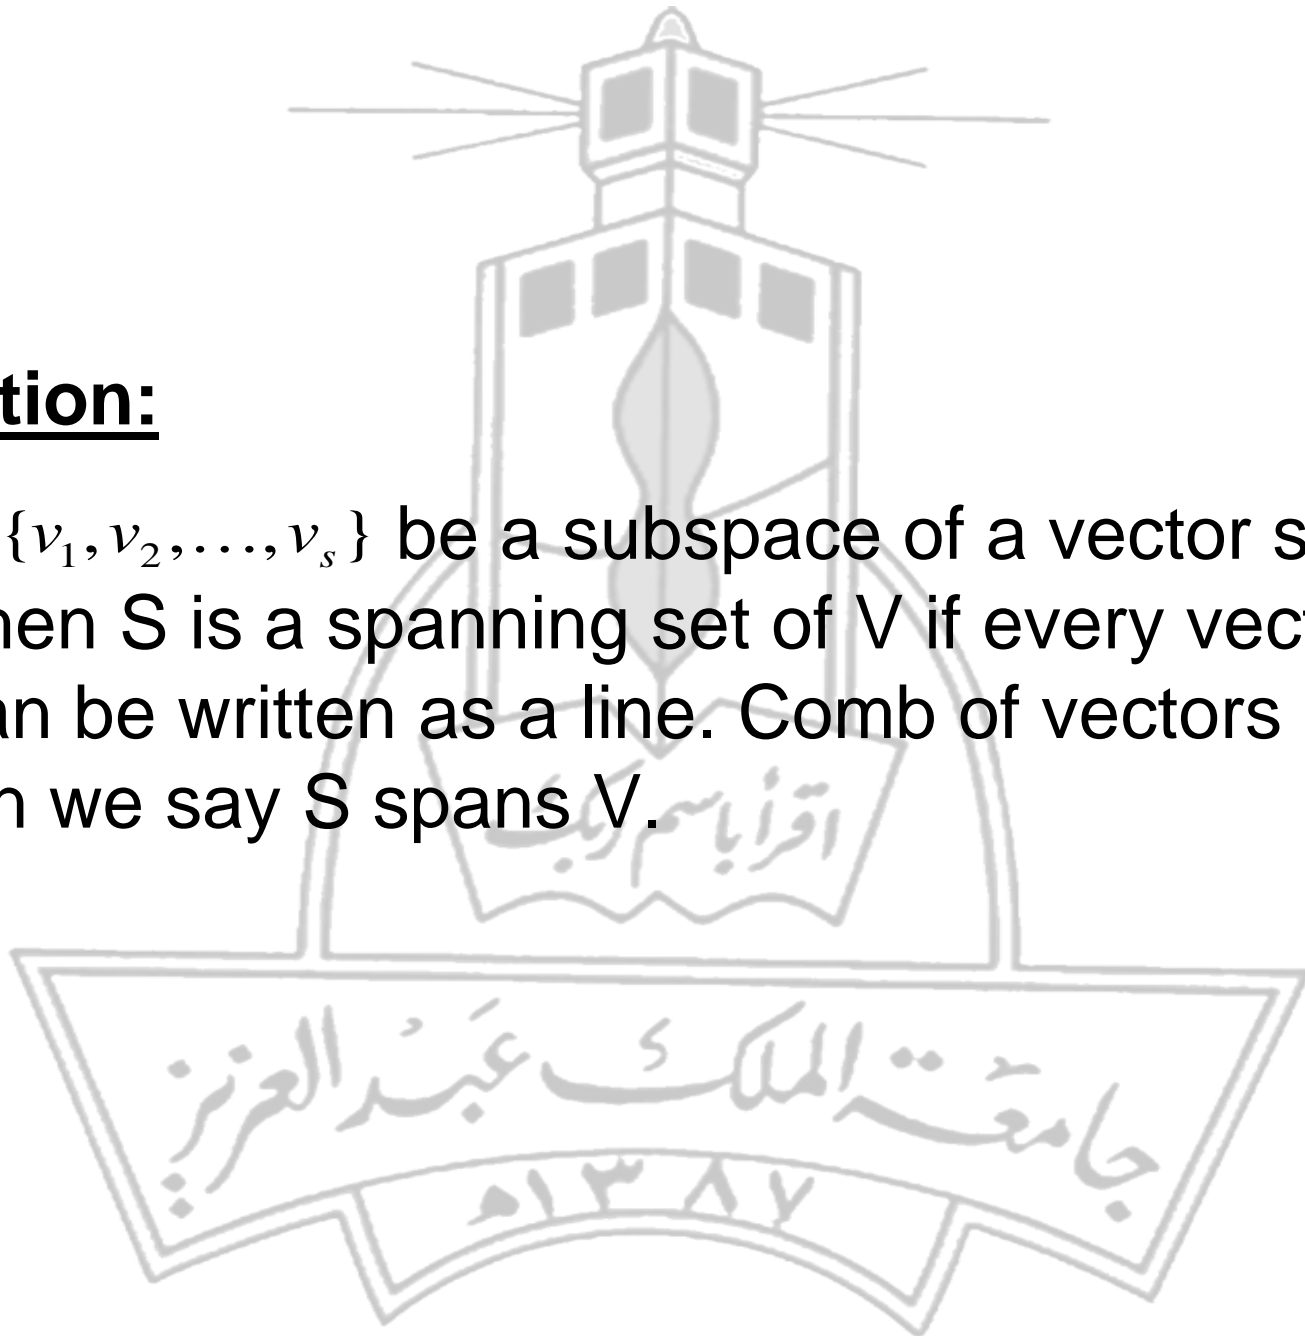 tion:
{v₁, v₂, ..., vₛ} be a subspace of a vector s
hen S is a spanning set of V if every vect
an be written as a line. Comb of vectors
n we say S spans V.
اقرأ باسم ربك
جامعة الملك عبد العزيز
١٣٨٧هـ